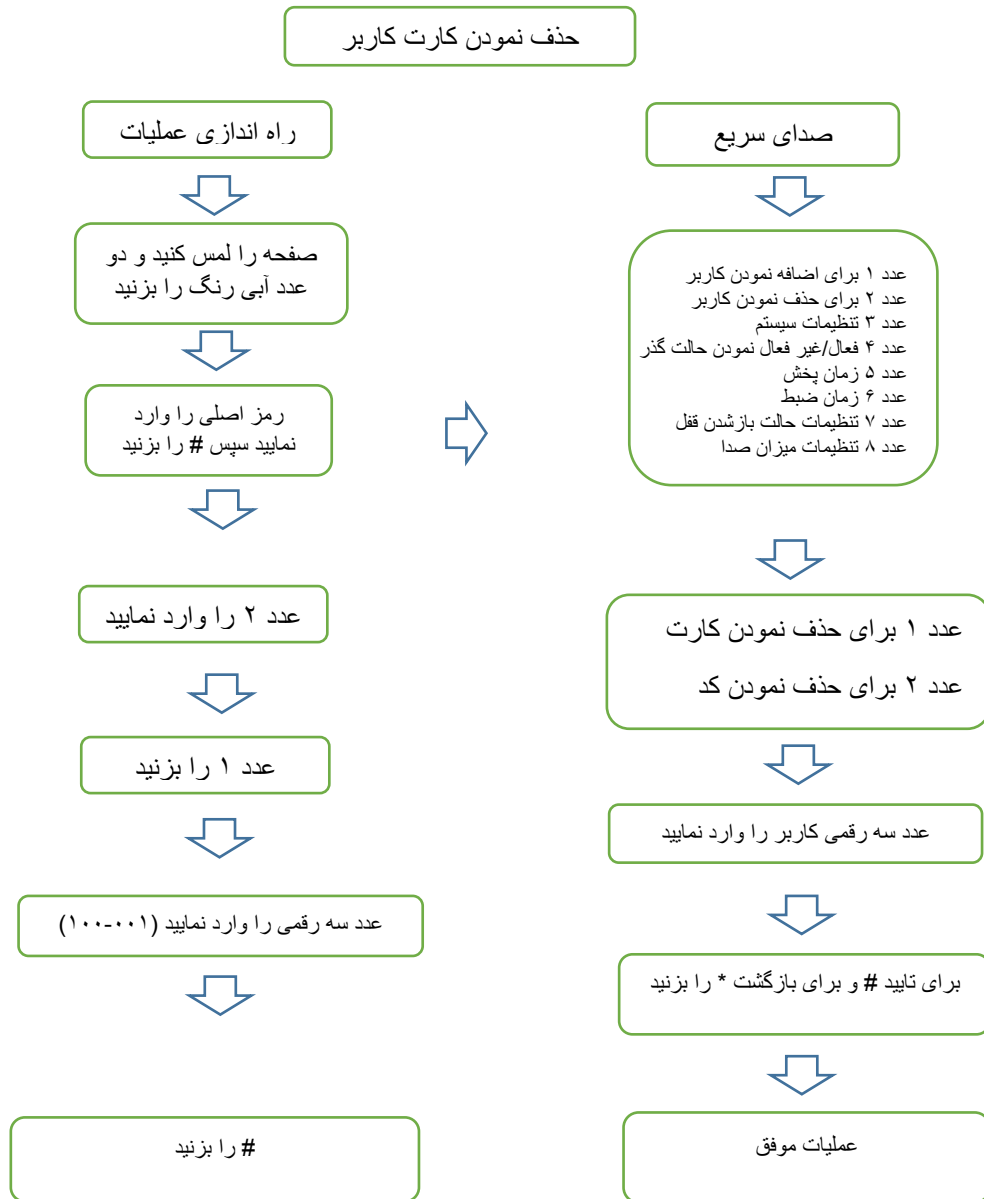 حذف نمودن کارت کاربر
صدای سریع
راه اندازی عملیات
صفحه را لمس کنید و دو
عدد آبی رنگ را بزنید
عدد ۱ برای اضافه نمودن کاربر
عدد ۲ برای حذف نمودن کاربر
عدد ۳ تنظیمات سیستم
عدد ۴ فعال/غیر فعال نمودن حالت گذر
عدد ۵ زمان پخش
عدد ۶ زمان ضبط
عدد ۷ تنظیمات حالت بازشدن قفل
عدد ۸ تنظیمات میزان صدا
رمز اصلی را وارد
نمایید سپس # را بزنید
عدد ۲ را وارد نمایید
عدد ۱ برای حذف نمودن کارت
عدد ۲ برای حذف نمودن کد
عدد ۱ را بزنید
عدد سه رقمی کاربر را وارد نمایید
عدد سه رقمی را وارد نمایید (۰۰۱-۱۰۰)
برای تایید # و برای بازگشت * را بزنید
# را بزنید
عملیات موفق